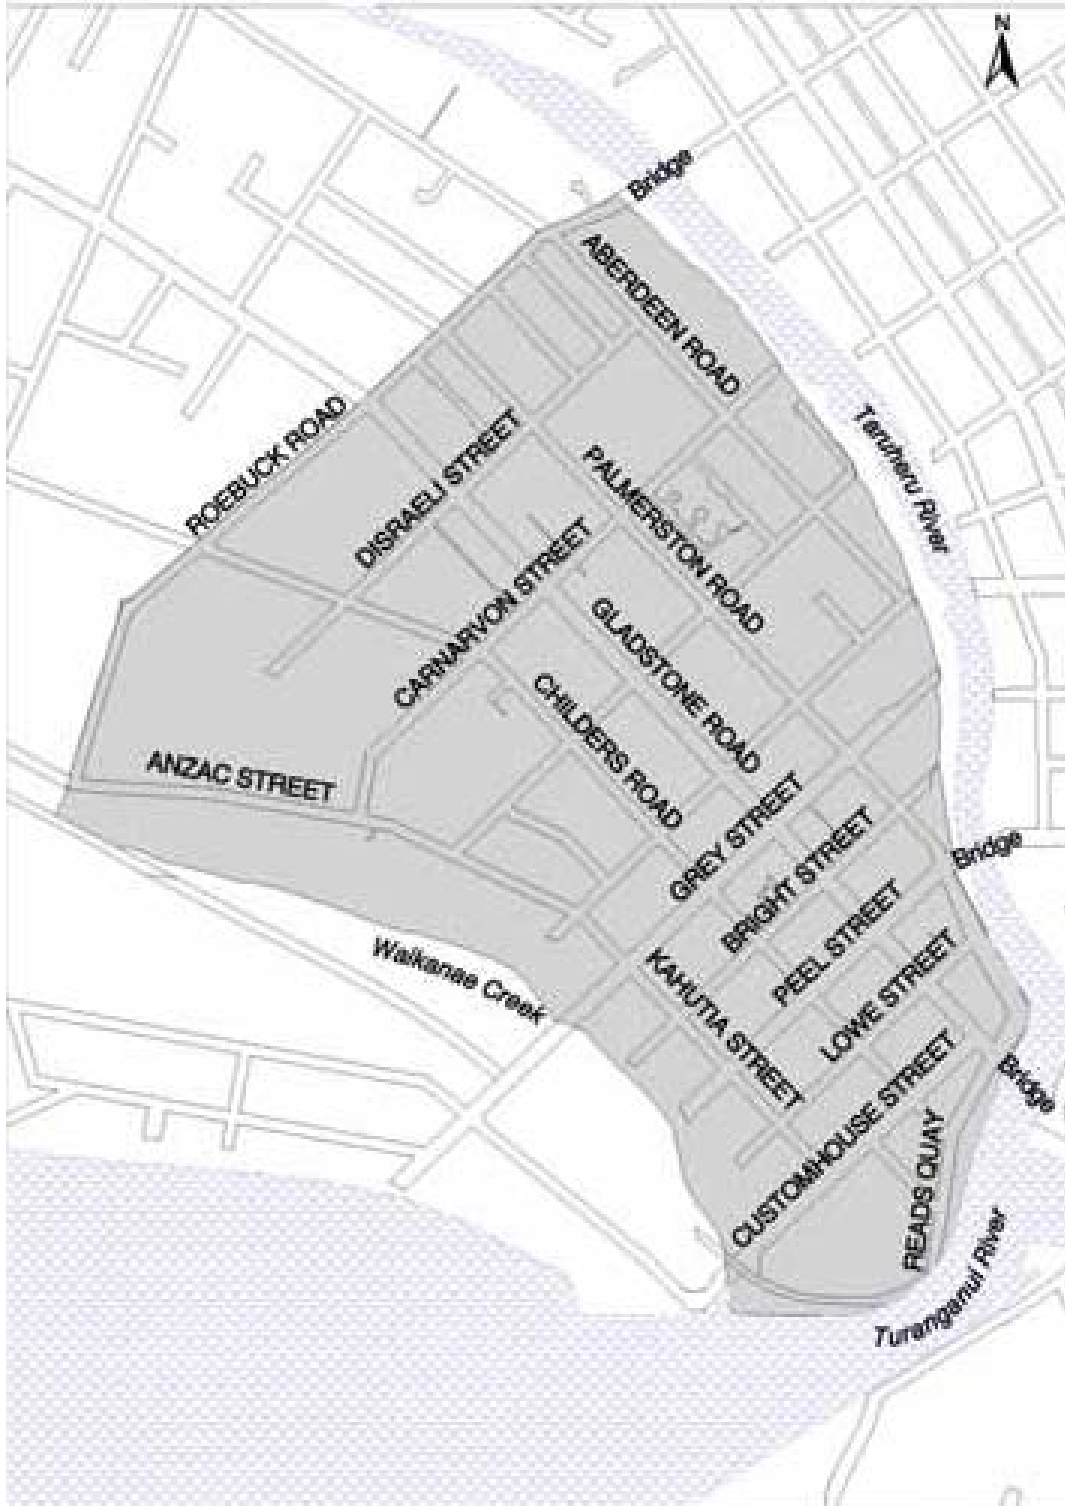 N
Bridge
ABERDEEN ROAD
ROEBUCK ROAD
DISRAELI STREET
PALMERSTON ROAD
Taruheru River
CARNARVON STREET
GLADSTONE ROAD
CHILDERS ROAD
ANZAC STREET
GREY STREET
BRIGHT STREET
Bridge
PEEL STREET
LOWE STREET
Waikanae Creek
KAHUTIA STREET
CUSTOMHOUSE STREET
Bridge
READS QUAY
Turanganui River